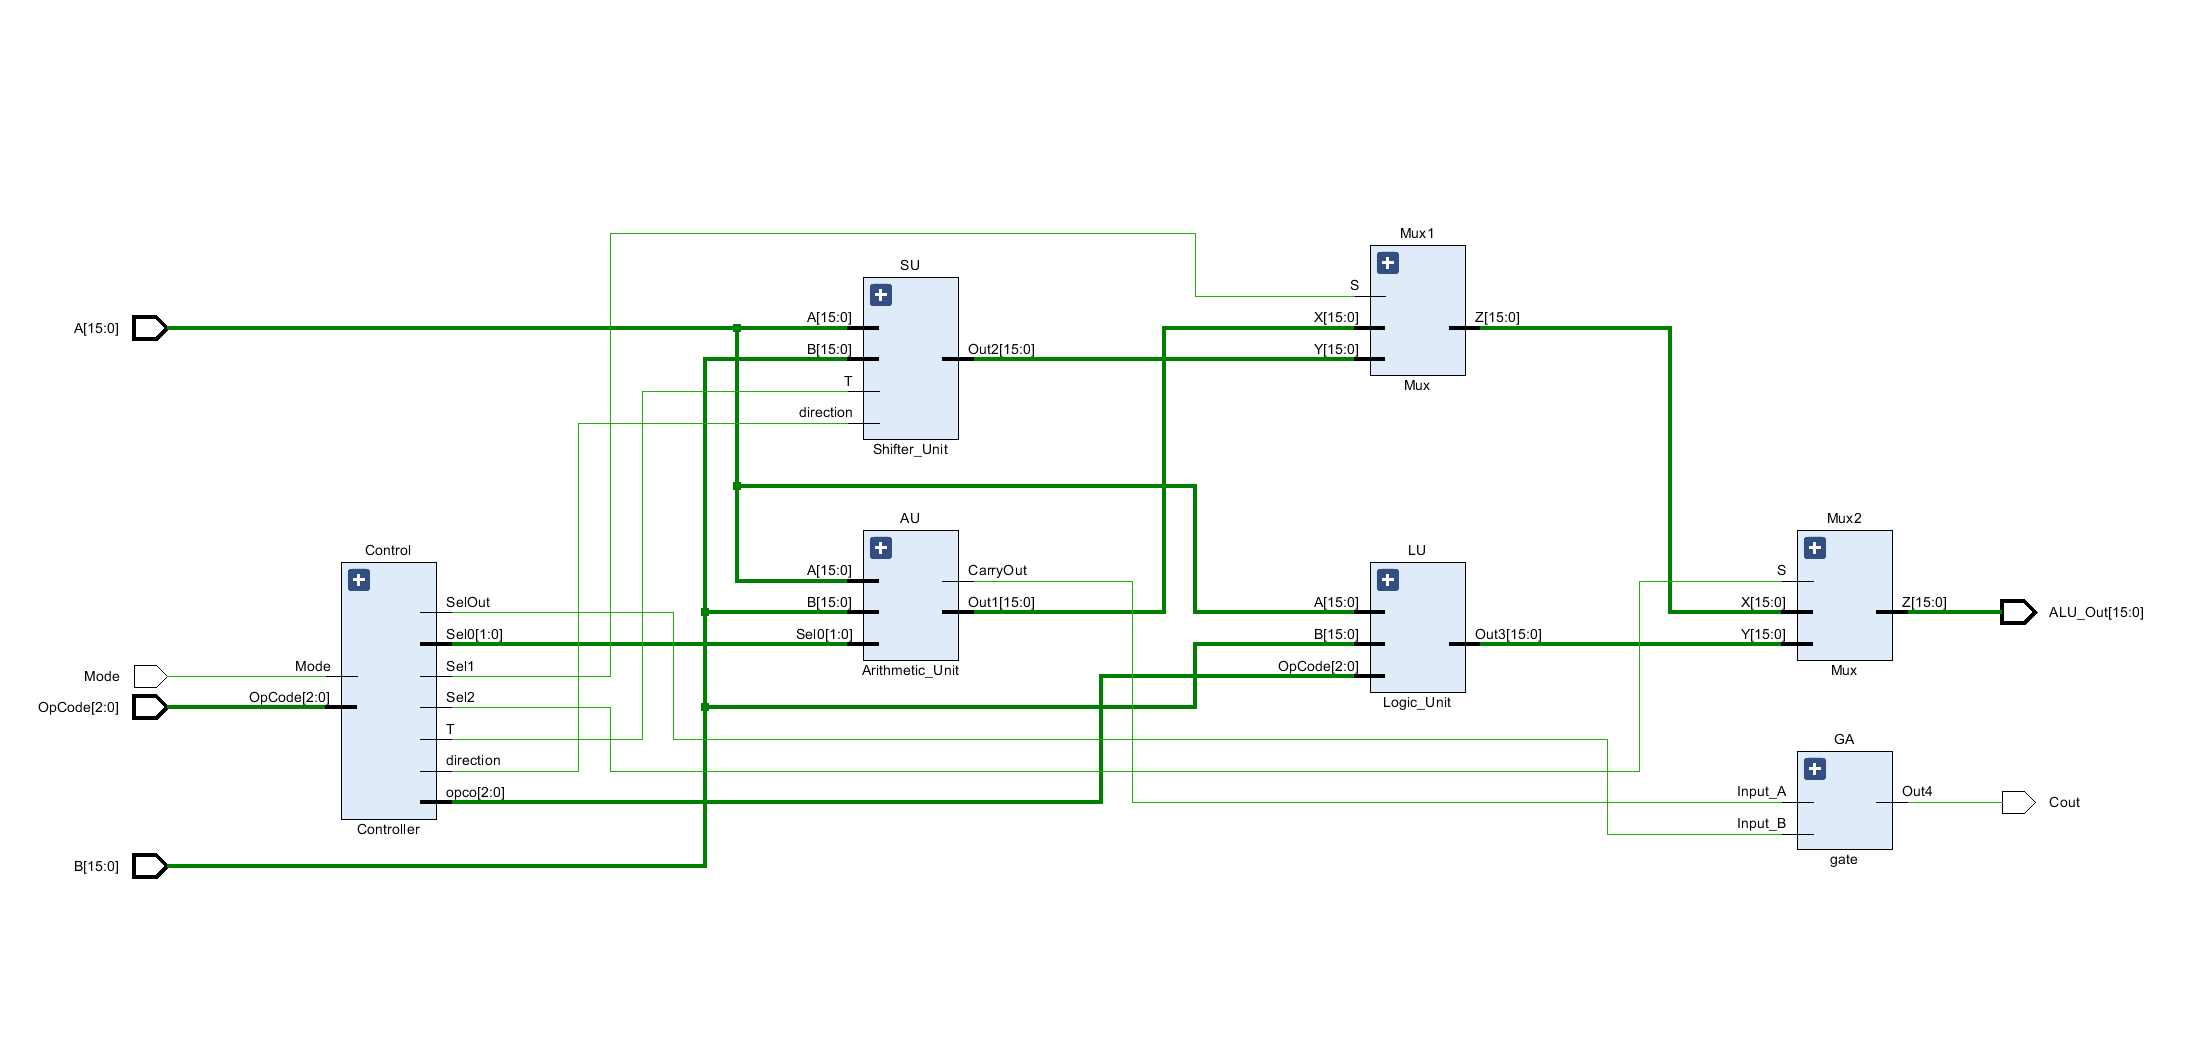 Mux1
S
X[15:0]
Y[15:0]
Z[15:0]
Mux
SU
A[15:0]
B[15:0]
T
direction
Out2[15:0]
Shifter_Unit
A[15:0]
AU
A[15:0]
B[15:0]
Sel0[1:0]
CarryOut
Out1[15:0]
Arithmetic_Unit
LU
A[15:0]
B[15:0]
OpCode[2:0]
Out3[15:0]
Logic_Unit
Mux2
S
X[15:0]
Y[15:0]
Z[15:0]
Mux
ALU_Out[15:0]
Control
Mode
OpCode[2:0]
Mode
OpCode[2:0]
SelOut
Sel0[1:0]
Sel1
Sel2
T
direction
opco[2:0]
Controller
GA
Input_A
Input_B
Out4
gate
Cout
B[15:0]